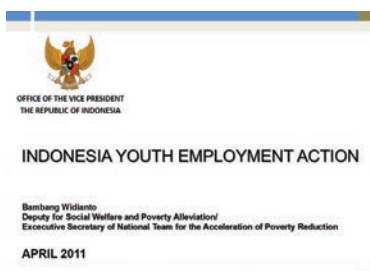 OFFICE OF THE VICE PRESIDENT
THE REPUBLIC OF INDONESIA
INDONESIA YOUTH EMPLOYMENT ACTION
Bambang Widianto
Deputy for Social Welfare and Poverty Alleviation/
Excecutive Secretary of National Team for the Acceleration of Poverty Reduction
APRIL 2011